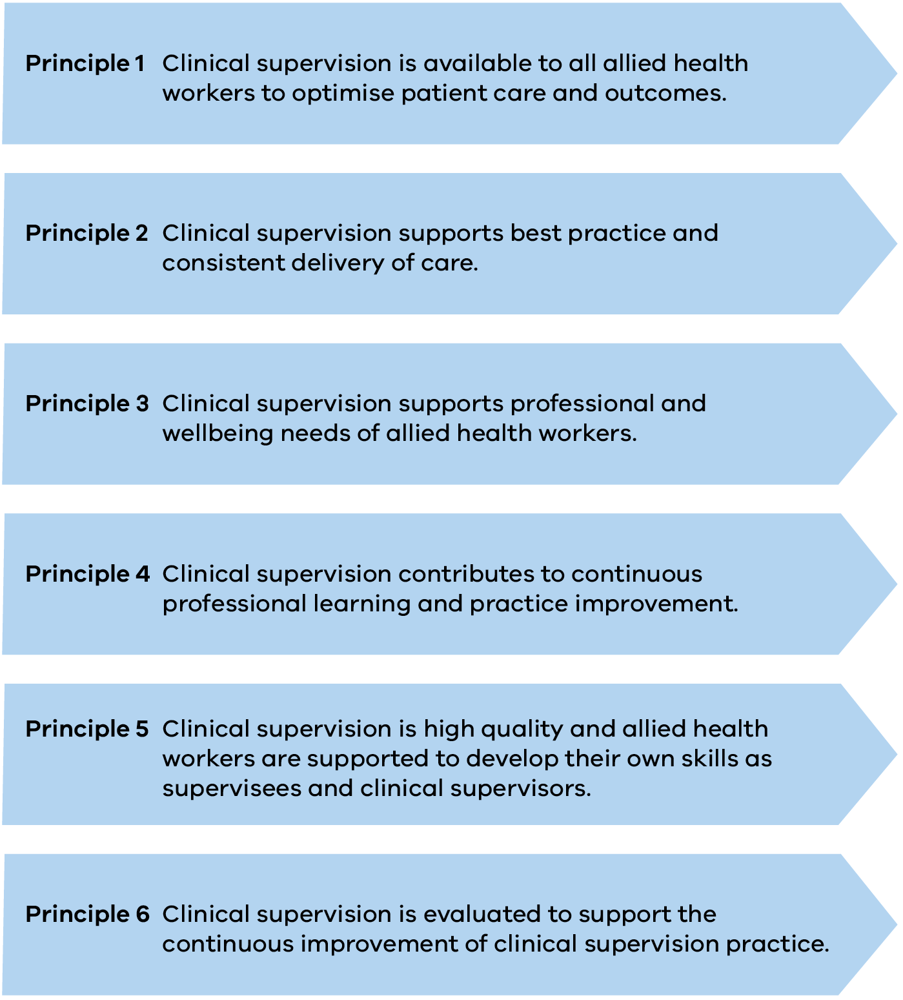 Principle 1 Clinical supervision is available to all allied health
workers to optimise patient care and outcomes.
Principle 2 Clinical supervision supports best practice and
consistent delivery of care.
Principle 3 Clinical supervision supports professional and
wellbeing needs of allied health workers.
Principle 4 Clinical supervision contributes to continuous
professional learning and practice improvement.
Principle 5 Clinical supervision is high quality and allied health
workers are supported to develop their own skills as
supervisees and clinical supervisors.
Principle 6 Clinical supervision is evaluated to support the
continuous improvement of clinical supervision practice.